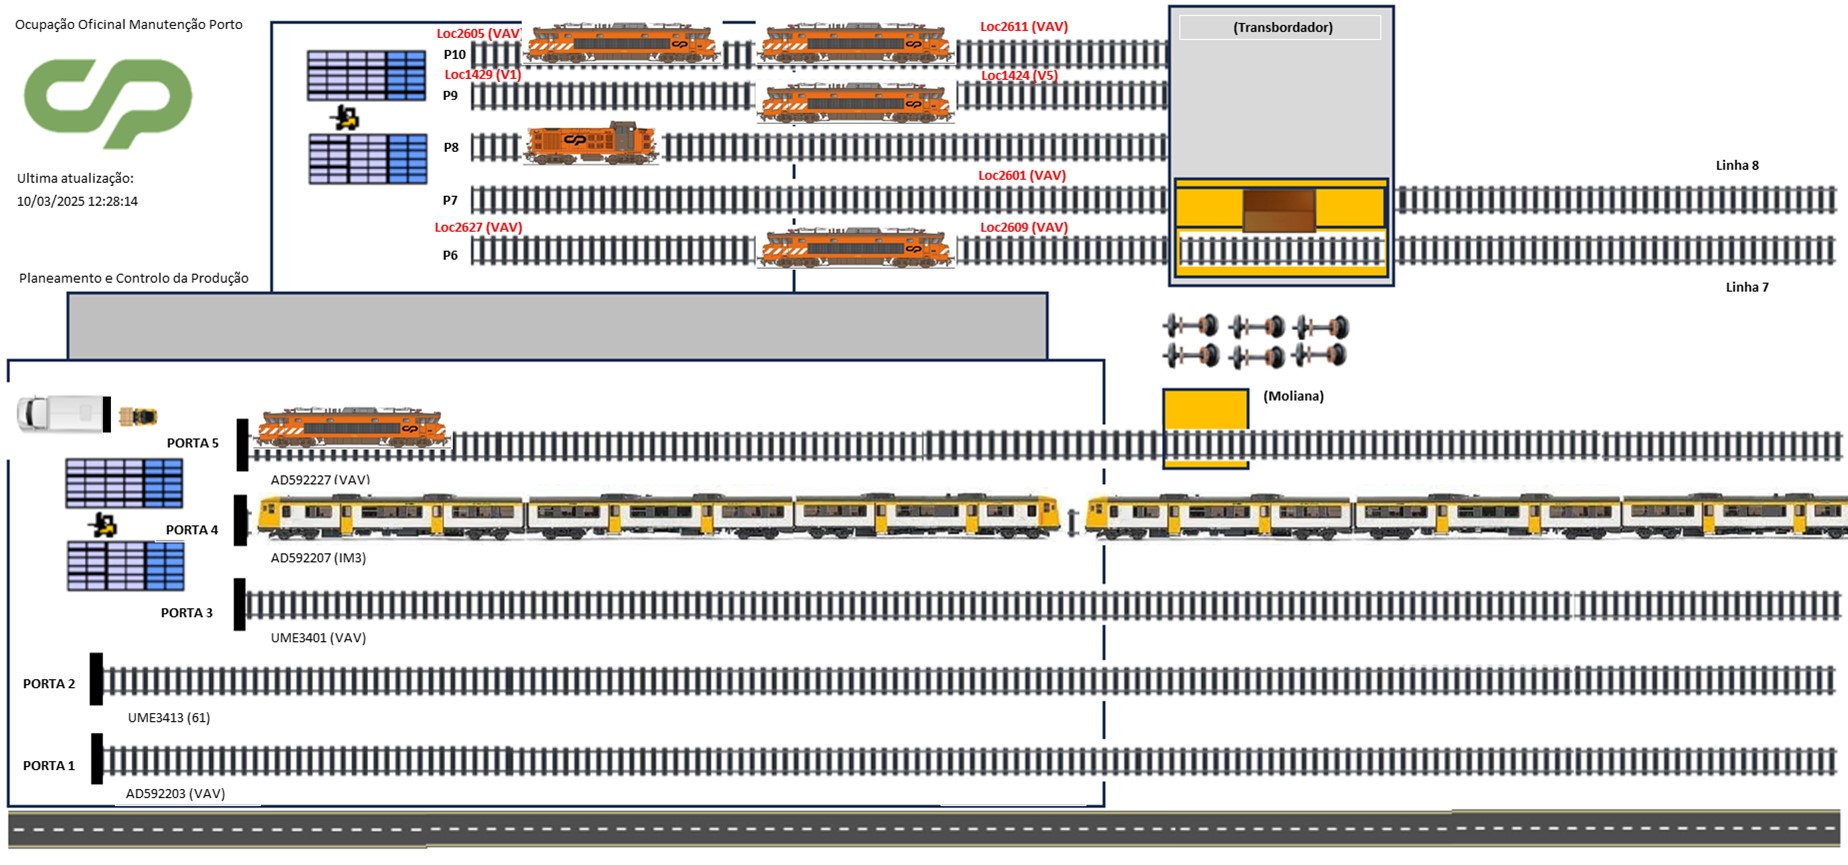 Ocupação Oficinal Manutenção Porto
Loc2605 (VAV)
Loc2611 (VAV)
(Transbordador)
P10
Loc1429 (V1)
Loc1424 (V5)
P9
P8
Ultima atualização:
10/03/2025 12:28:14
Loc2601 (VAV)
Linha 8
P7
Loc2627 (VAV)
Loc2609 (VAV)
P6
Planeamento e Controlo da Produção
Linha 7
(Moliana)
PORTA 5
AD592227 (VAV)
PORTA 4
AD592207 (IM3)
PORTA 3
UME3401 (VAV)
PORTA 2
UME3413 (61)
PORTA 1
AD592203 (VAV)